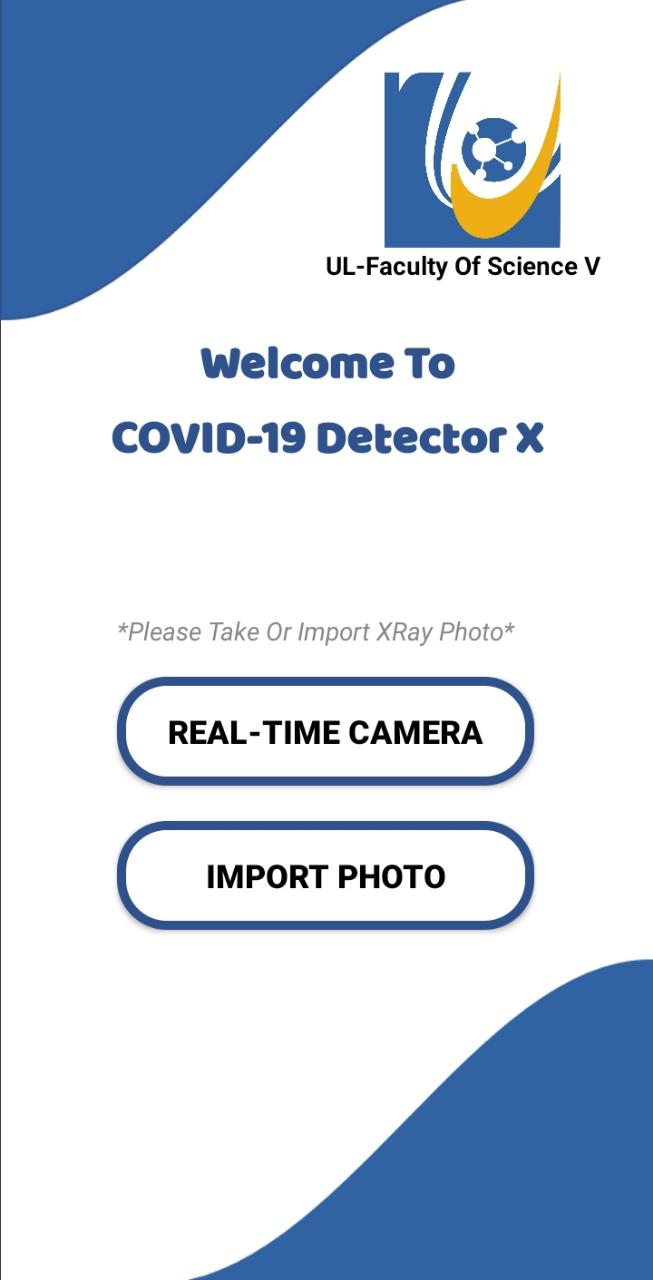 UL-Faculty Of Science V
Welcome To
COVID-19 Detector X
*Please Take Or Import XRay Photo*
REAL-TIME CAMERA
IMPORT PHOTO